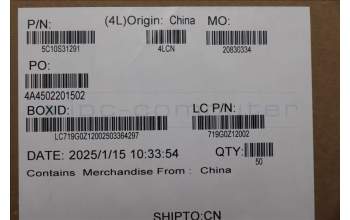 P/N: (4L)Origin: China MO:
5C10S31291 4LCN 20830334
PO:
4A4502201502
BOXID: LC P/N:
LC719G0Z12002503364297 719G0Z12002
DATE: 2025/1/15 10:33:54 QTY:
50
Contains Merchandise From : China
SHIPTO:CN